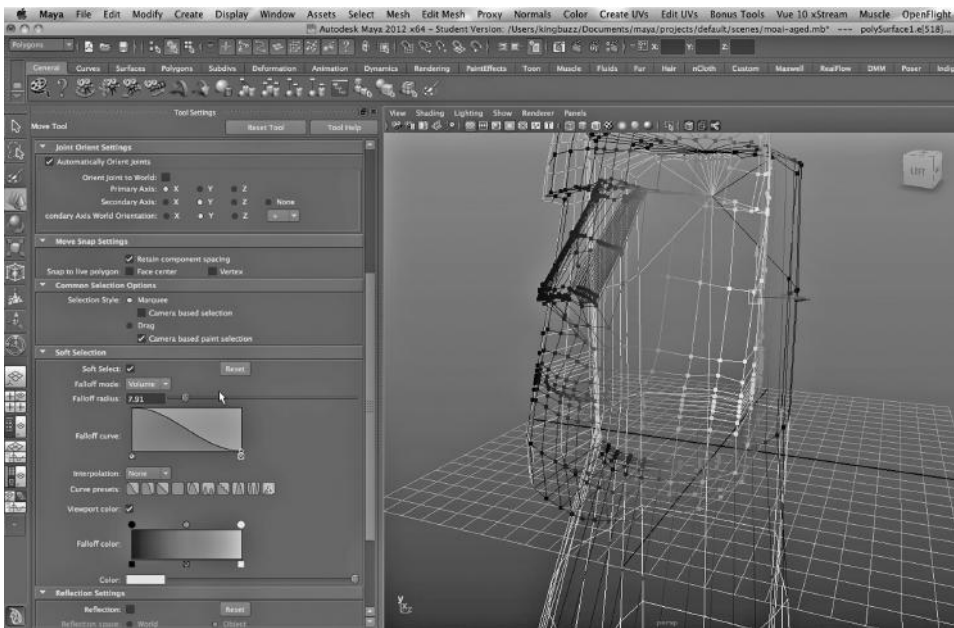 Maya File Edit Modify Create Display Window Assets Select Mesh Edit Mesh Proxy Normals Color Create UVs Edit UVs Bonus Tools Vue 10 xStream Muscle OpenFlight
Autodesk Maya 2012 x64 - Student Version: /Users/kingbuzz/Documents/maya/projects/default/scenes/moai-aged.mb* --- polySurface1.e[518]...
Polygons X: Y: Z:
General Curves Surfaces Polygons Subdivs Deformation Animation Dynamics Rendering PaintEffects Toon Muscle Fluids Fur Hair nCloth Custom Maxwell RealFlow DMM Poser Indig
Tool Settings
View Shading Lighting Show Renderer Panels
Move Tool Reset Tool Tool Help
Joint Orient Settings
Automatically Orient Joints
Orient Joint to World:
Primary Axis: X Y Z
Secondary Axis: X Y Z None
condary Axis World Orientation: X Y Z +
Move Snap Settings
Retain component spacing
Snap to live polygon: Face center Vertex
Common Selection Options
Selection Style: Marquee
Camera based selection
Drag
Camera based paint selection
Soft Selection
Soft Select: Reset
Falloff mode: Volume
Falloff radius: 7.91
Falloff curve:
Interpolation: None
Curve presets:
Viewport color:
Falloff color:
Color:
Reflection Settings
Reflection: Reset
Reflection space: World Object
persp